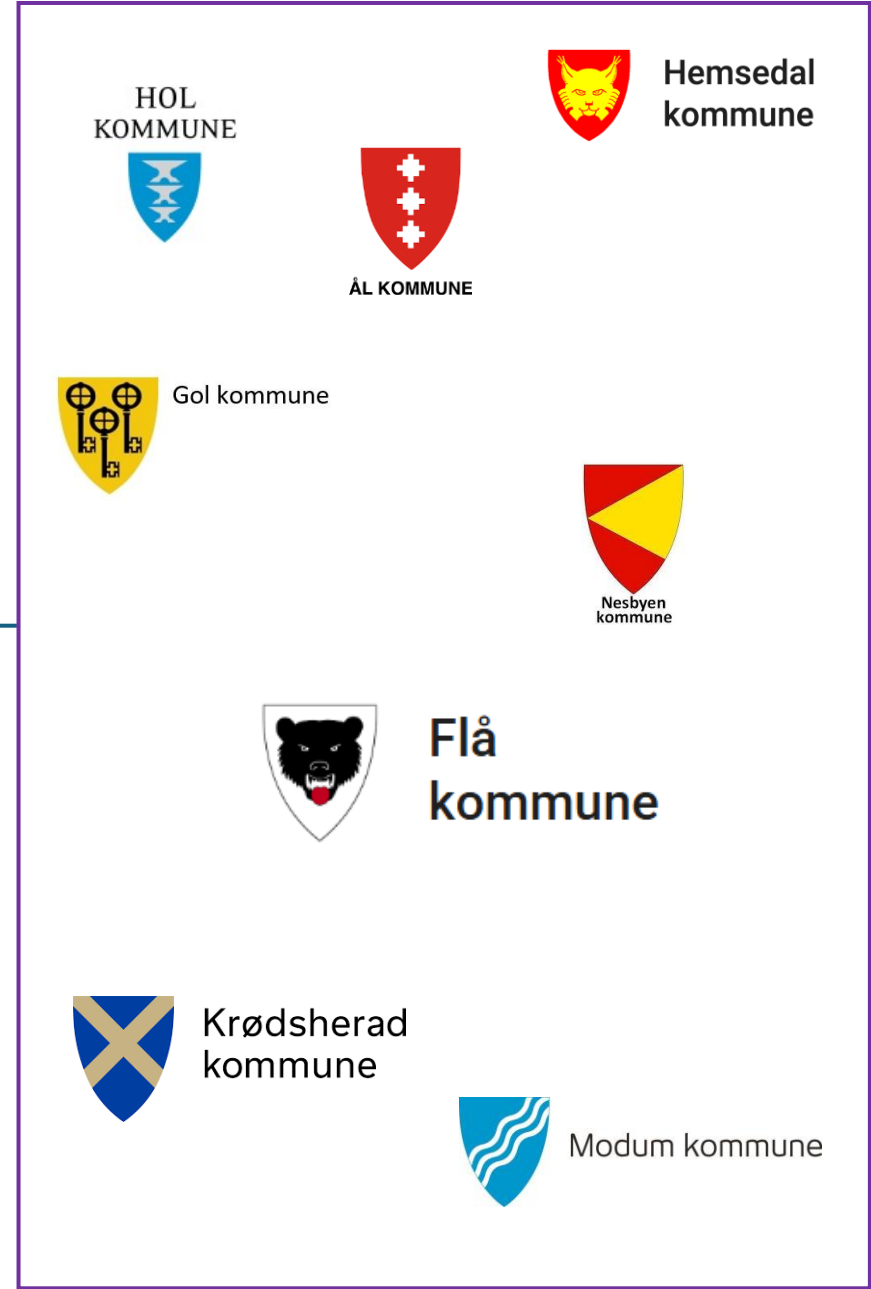 HOL
KOMMUNE
Hemsedal
kommune
ÅL KOMMUNE
Gol kommune
Nesbyen
kommune
Flå
kommune
Krødsherad
kommune
Modum kommune